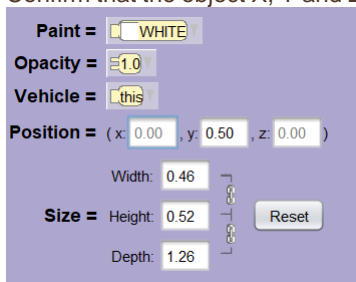 Confirm that the object X, Y and Z
Paint = WHITE
Opacity = 1.0
Vehicle = this
Position = ( x: 0.00 , y: 0.50 , z: 0.00 )
Width: 0.46
Size = Height: 0.52 Reset
Depth: 1.26